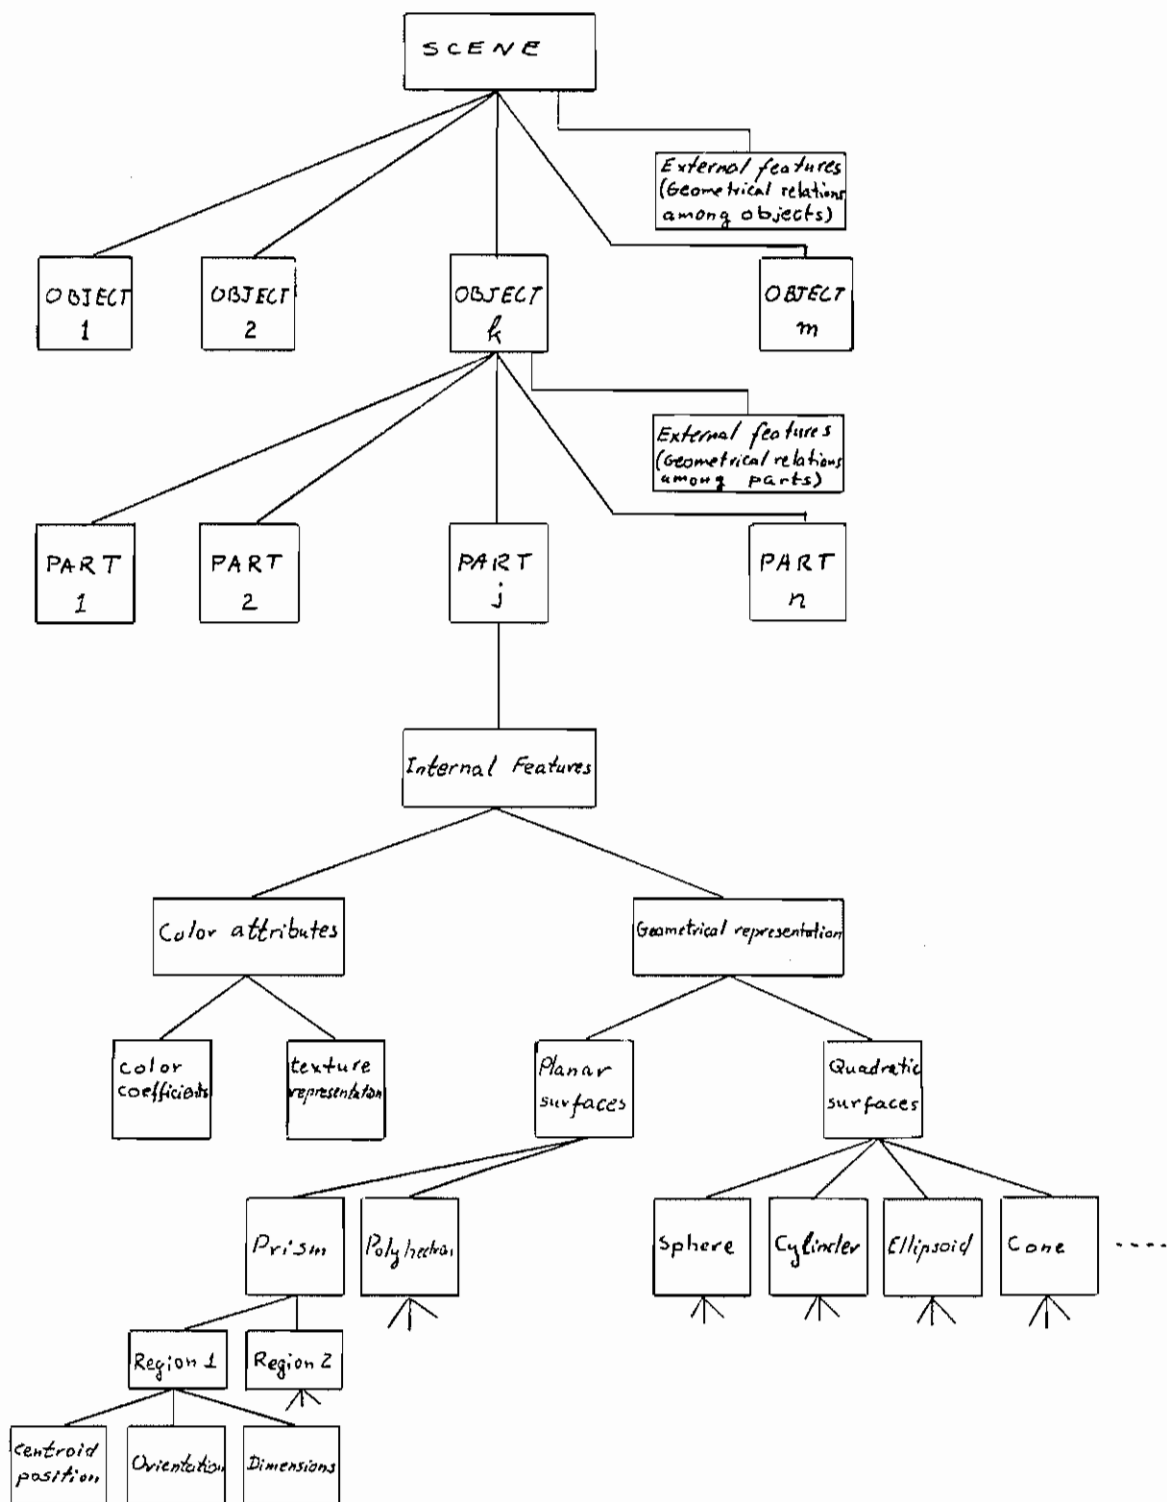 SCENE
External features
(Geometrical relations
among objects)
OBJECT
1
OBJECT
2
OBJECT
k
OBJECT
m
External features
(Geometrical relations
among parts)
PART
1
PART
2
PART
j
PART
n
Internal Features
Color attributes
Geometrical representation
color
coefficients
texture
representation
Planar
surfaces
Quadratic
surfaces
Prism
Polyhedron
Sphere
Cylinder
Ellipsoid
Cone
Region 1
Region 2
Centroid
position
Orientation
Dimensions